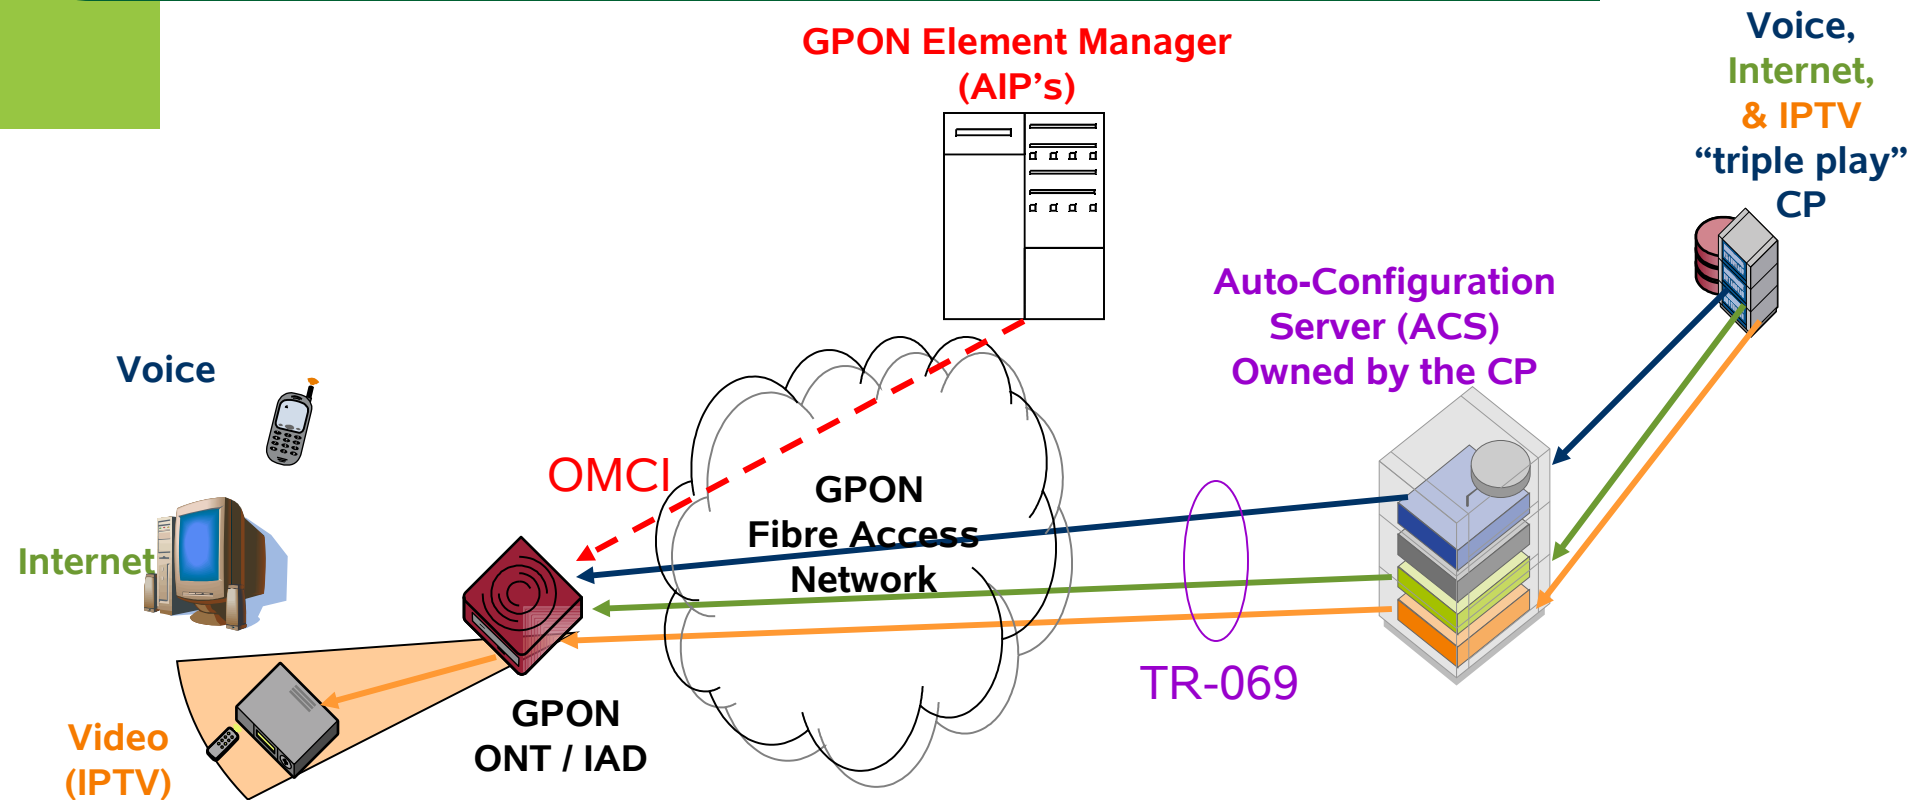 GPON Element Manager
(AIP's)
Voice,
Internet,
& IPTV
“triple play”
CP
Auto-Configuration
Server (ACS)
Owned by the CP
Voice
OMCI
GPON
Fibre Access
Network
Internet
TR-069
GPON
ONT / IAD
Video
(IPTV)